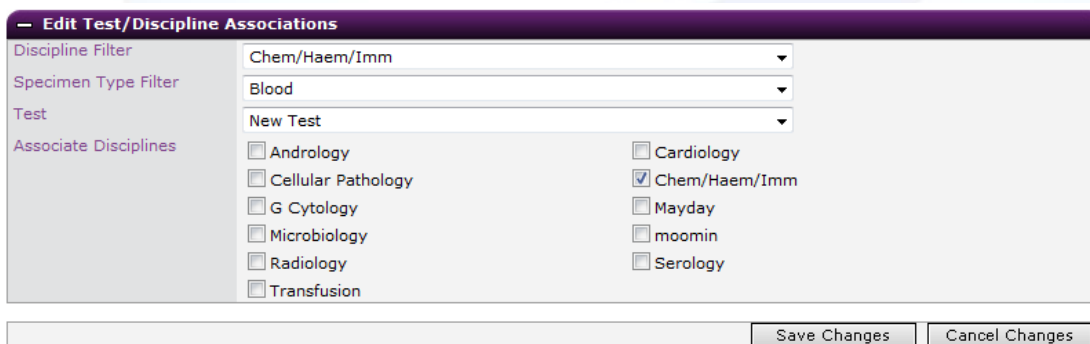 – Edit Test/Discipline Associations
Discipline Filter Chem/Haem/Imm
Specimen Type Filter Blood
Test New Test
Associate Disciplines Andrology Cardiology
Cellular Pathology Chem/Haem/Imm
G Cytology Mayday
Microbiology moomin
Radiology Serology
Transfusion
Save Changes Cancel Changes